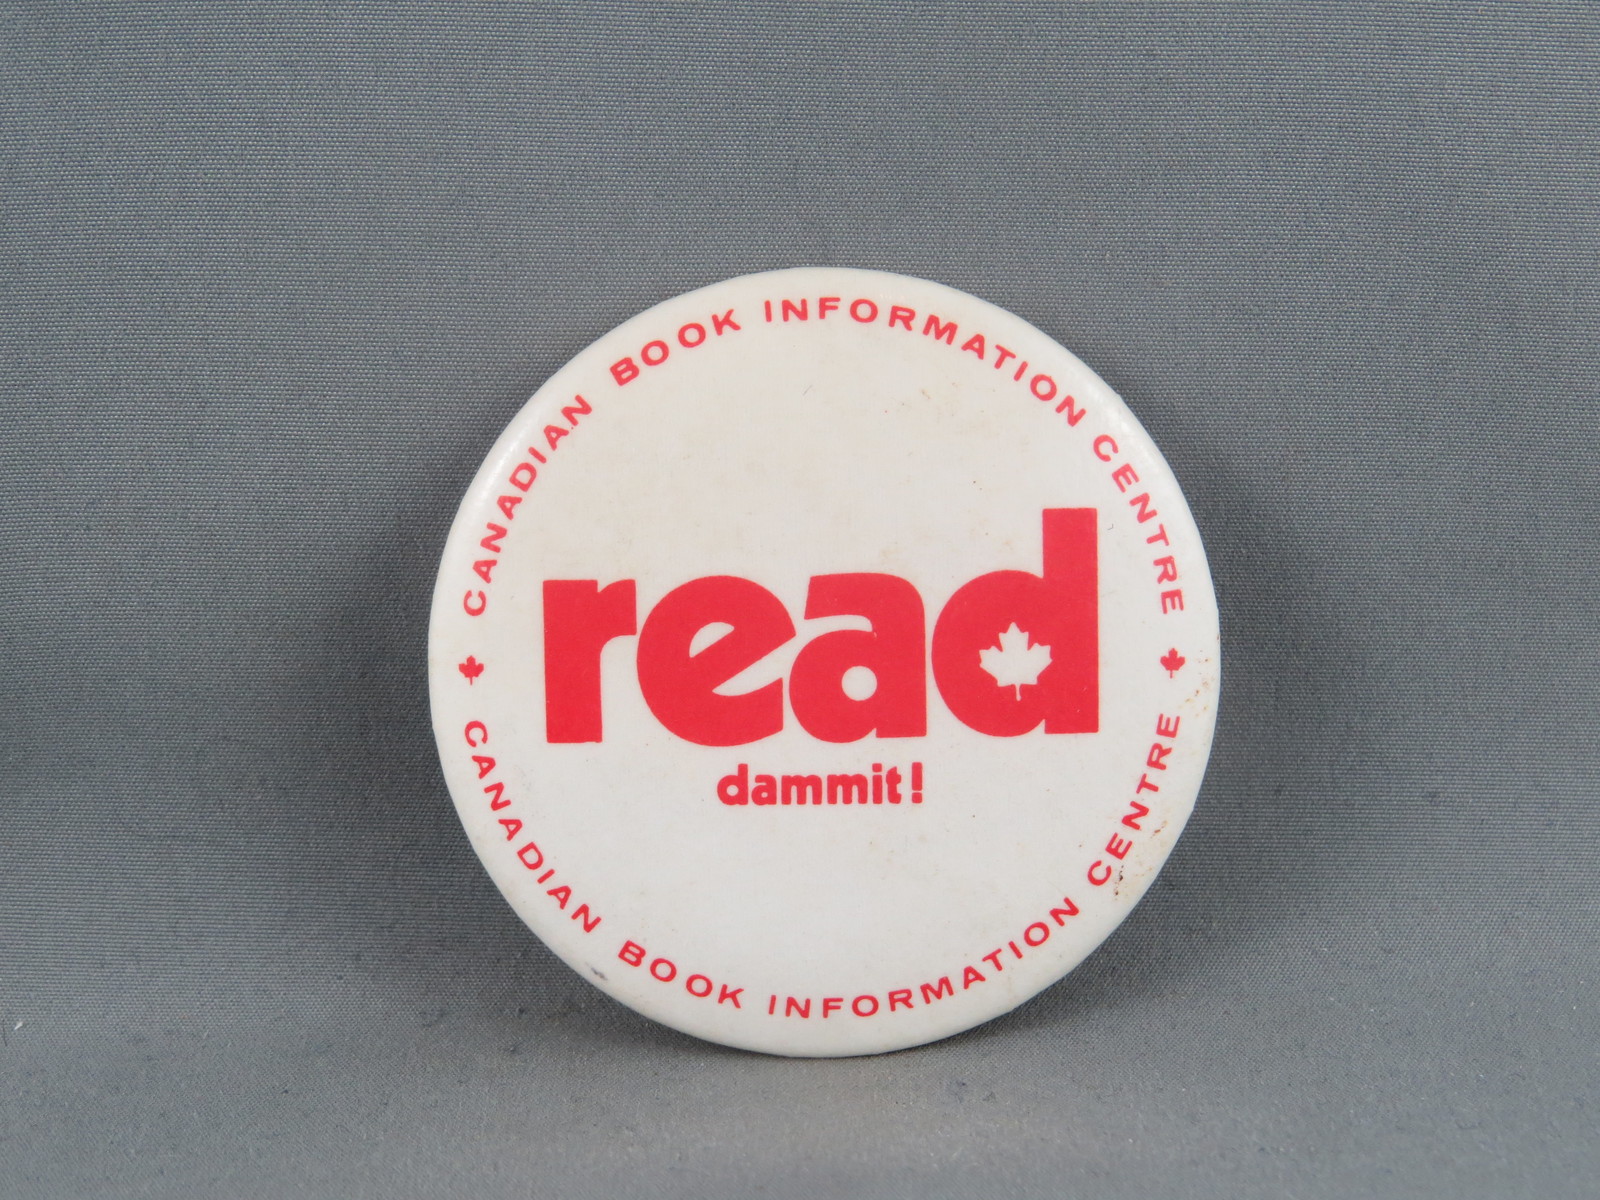 CANADIAN BOOK INFORMATION CENTRE
read
dammit!
CANADIAN BOOK INFORMATION CENTRE